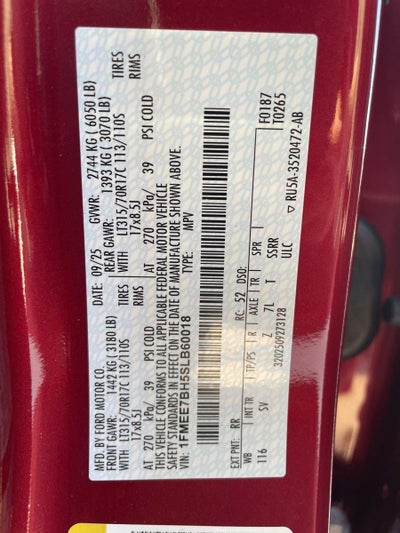 MFD. BY FORD MOTOR CO.
DATE: 09/25
GVWR: 2744 KG ( 6050 LB)
FRONT GAWR: 1442 KG ( 3180 LB)
REAR GAWR: 1393 KG ( 3070 LB)
WITH LT315/70R17C 113/110S TIRES
WITH LT315/70R17C 113/110S TIRES
17x8.5J RIMS
17x8.5J RIMS
AT 270 kPa/ 39 PSI COLD
AT 270 kPa/ 39 PSI COLD
THIS VEHICLE CONFORMS TO ALL APPLICABLE FEDERAL MOTOR VEHICLE
SAFETY STANDARDS IN EFFECT ON THE DATE OF MANUFACTURE SHOWN ABOVE.
VIN: 1FMEE7BH5SLB60018
TYPE: MPV
F0187
T0265
EXT PNT: RR RC: 52 DSO:
WB INT TR TP/PS R AXLE TR SPR
116 SV Z 7L T SSRR
ULC
3202509273128
RU5A-3520472-AB